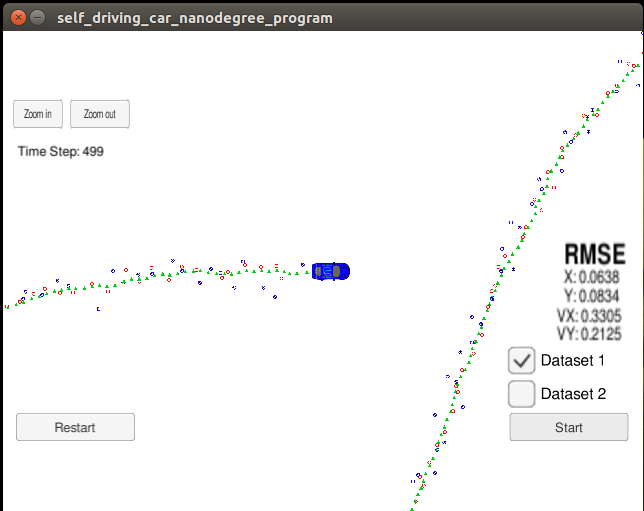 self_driving_car_nanodegree_program
Zoom in
Zoom out
Time Step: 499
RMSE
X: 0.0638
Y: 0.0834
VX: 0.3305
VY: 0.2125
Dataset 1
Dataset 2
Restart
Start